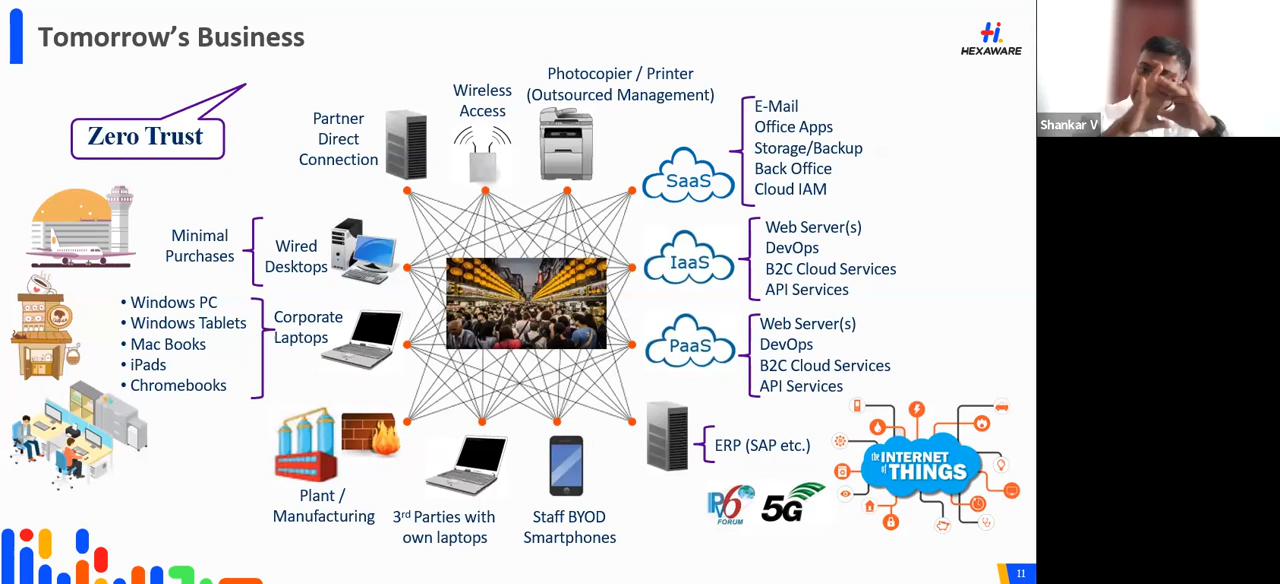 Tomorrow's Business
HEXAWARE
Shankar V
Zero Trust
Partner
Direct
Connection
Wireless
Access
Photocopier / Printer
(Outsourced Management)
SaaS
E-Mail
Office Apps
Storage/Backup
Back Office
Cloud IAM
Minimal
Purchases
Wired
Desktops
IaaS
Web Server(s)
DevOps
B2C Cloud Services
API Services
• Windows PC
• Windows Tablets
• Mac Books
• iPads
• Chromebooks
Corporate
Laptops
PaaS
Web Server(s)
DevOps
B2C Cloud Services
API Services
Plant /
Manufacturing
3rd Parties with
own laptops
Staff BYOD
Smartphones
ERP (SAP etc.)
IPV6
FORUM
5G
the INTERNET
of THINGS
11